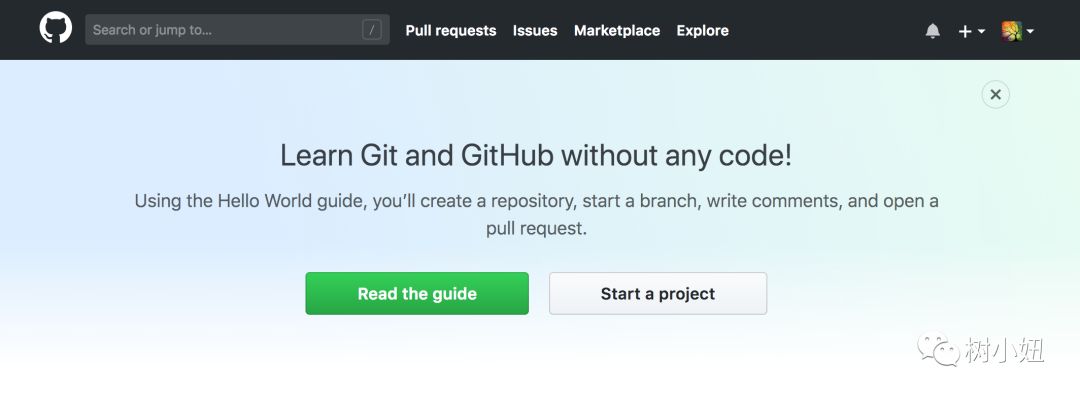 Search or jump to... /
Pull requests Issues Marketplace Explore
Learn Git and GitHub without any code!
Using the Hello World guide, you’ll create a repository, start a branch, write comments, and open a
pull request.
Read the guide Start a project
树小妞